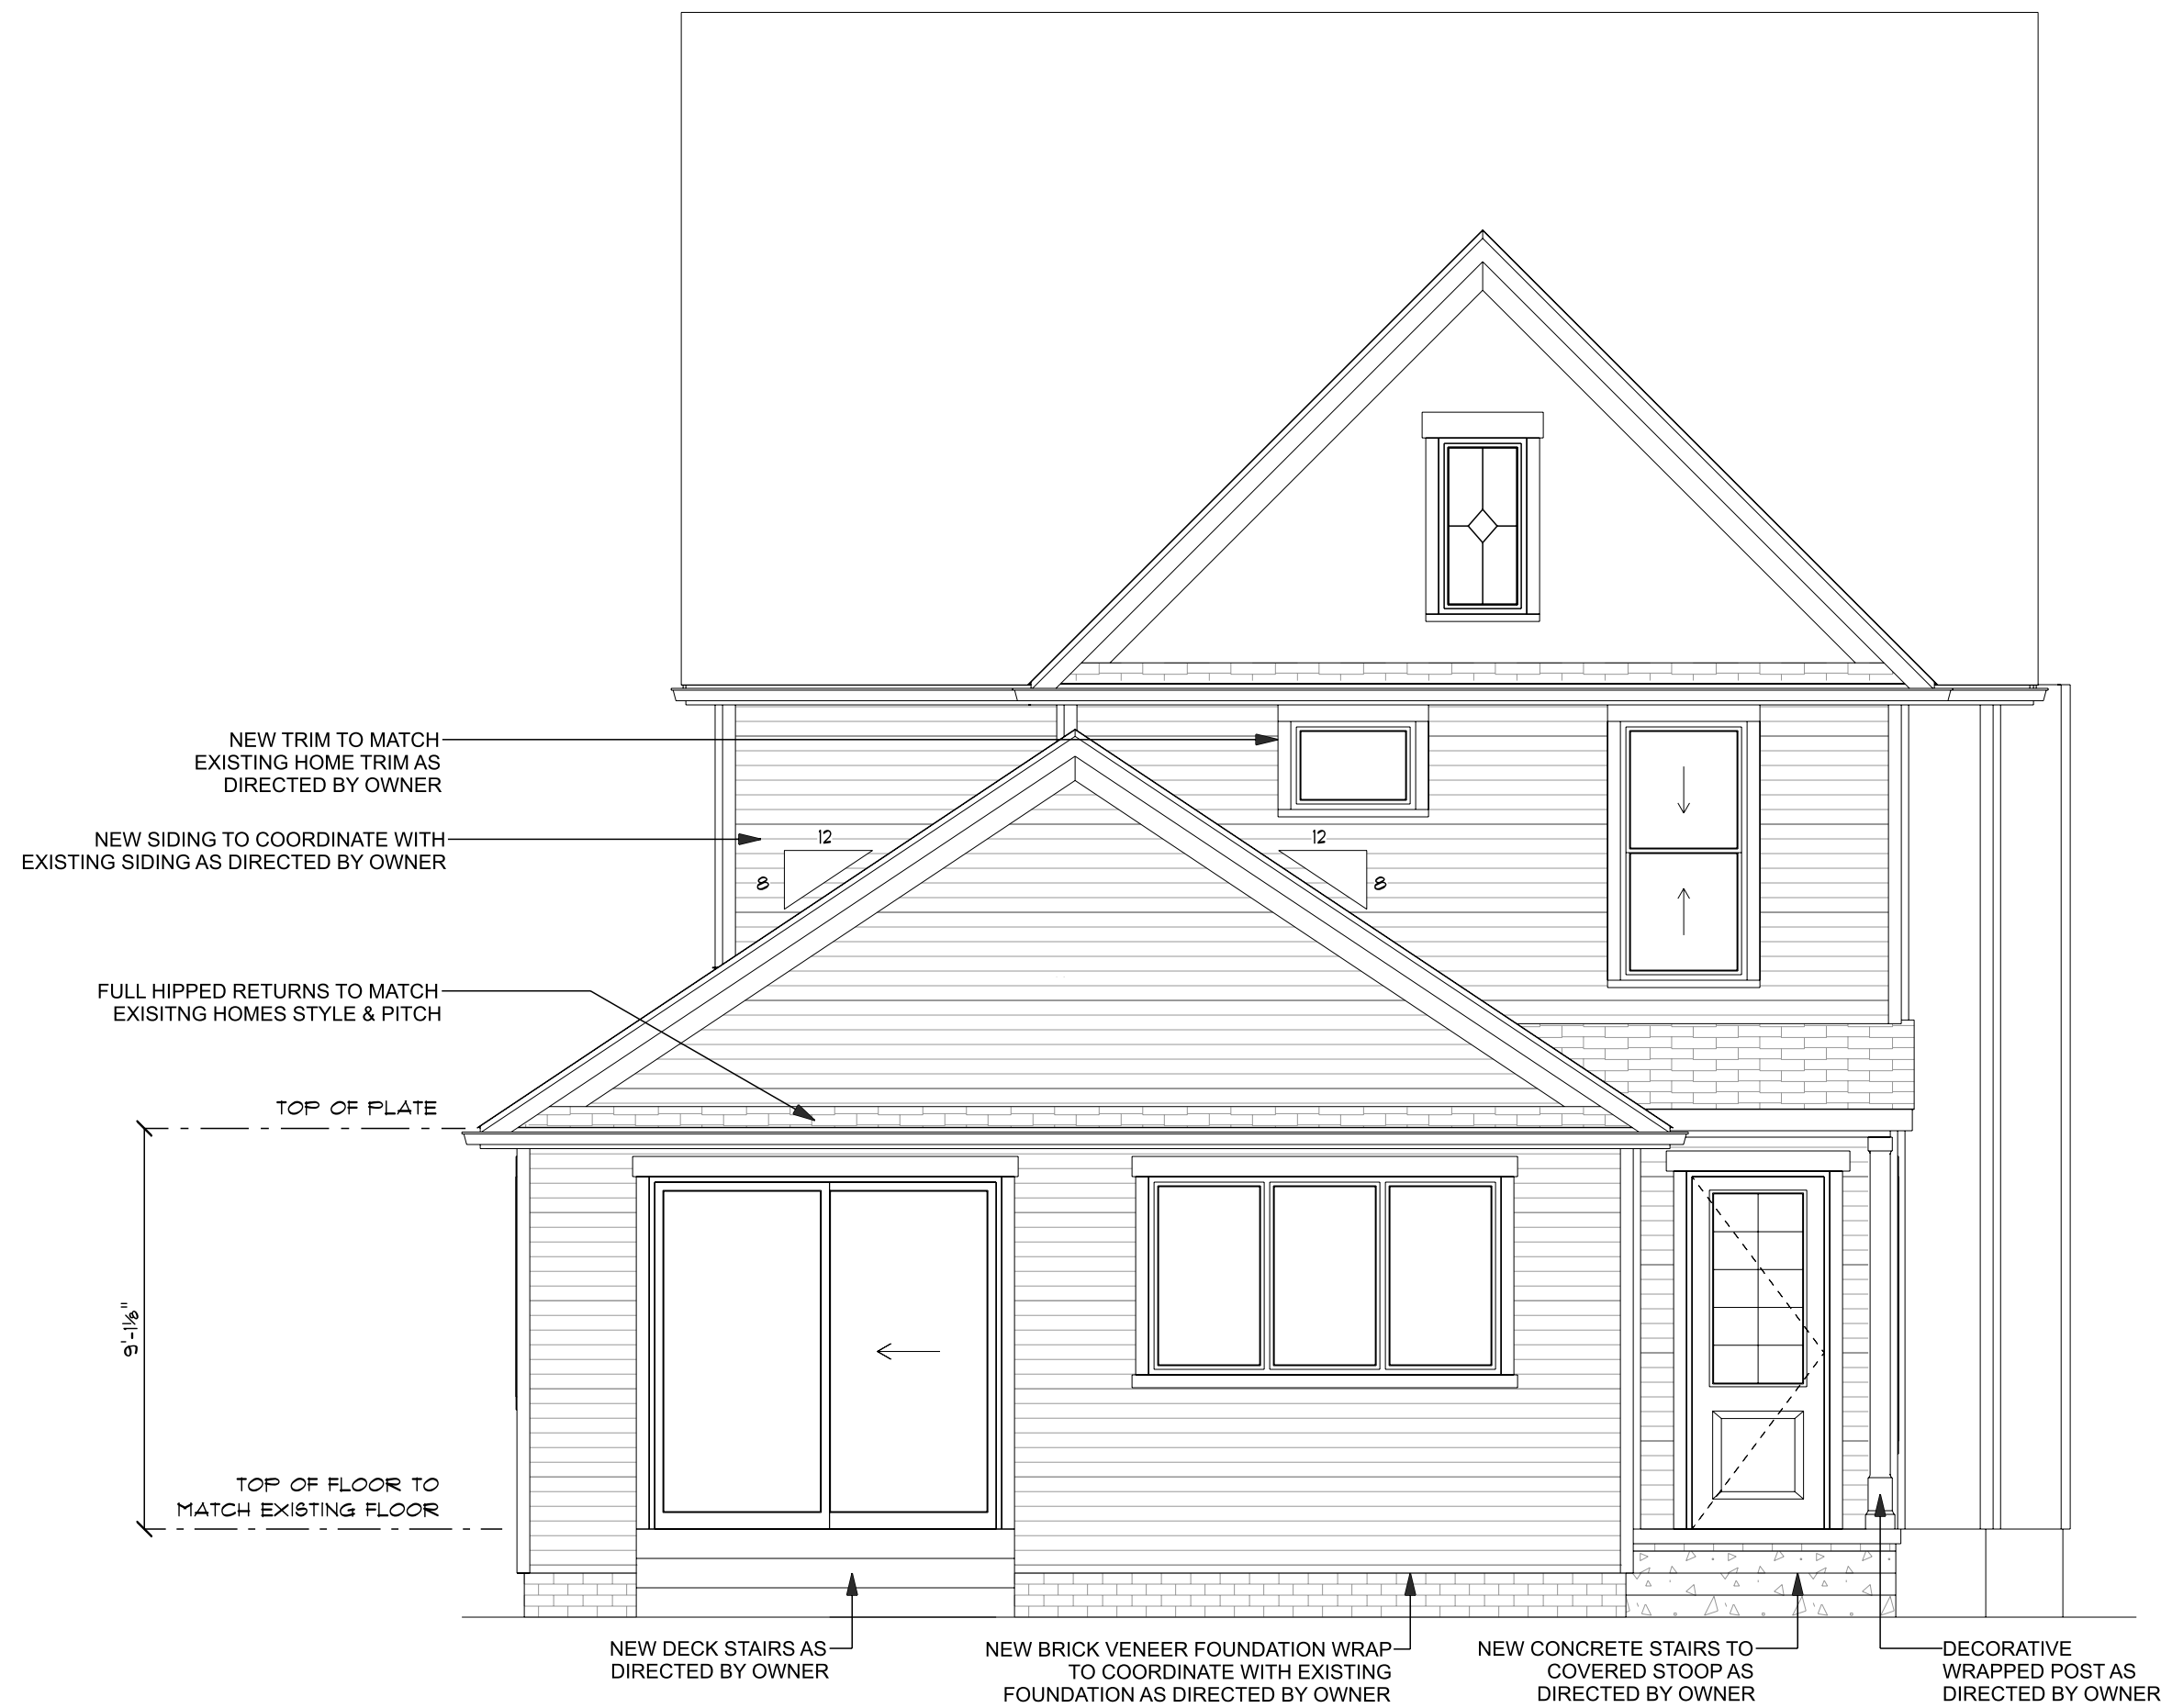 NEW TRIM TO MATCH
EXISTING HOME TRIM AS
DIRECTED BY OWNER
NEW SIDING TO COORDINATE WITH
EXISTING SIDING AS DIRECTED BY OWNER
12
8
12
8
FULL HIPPED RETURNS TO MATCH
EXISITNG HOMES STYLE & PITCH
TOP OF PLATE
9'-1⅛"
TOP OF FLOOR TO
MATCH EXISTING FLOOR
NEW DECK STAIRS AS
DIRECTED BY OWNER
NEW BRICK VENEER FOUNDATION WRAP
TO COORDINATE WITH EXISTING
FOUNDATION AS DIRECTED BY OWNER
NEW CONCRETE STAIRS TO
COVERED STOOP AS
DIRECTED BY OWNER
DECORATIVE
WRAPPED POST AS
DIRECTED BY OWNER